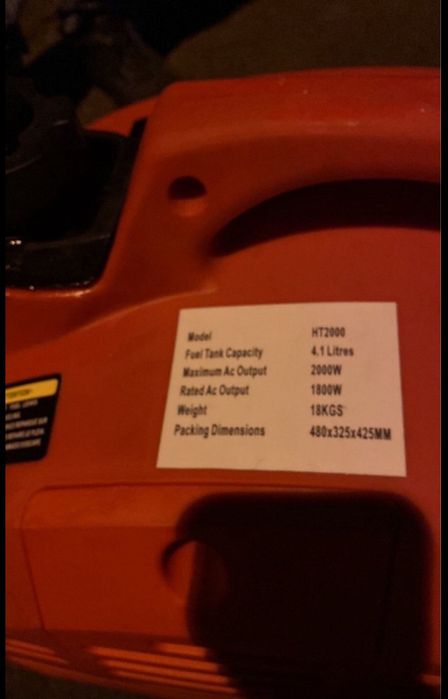 Model HT2000
Fuel Tank Capacity 4.1 Litres
Maximum Ac Output 2000W
Rated Ac Output 1800W
Weight 18KGS
Packing Dimensions 480x325x425MM